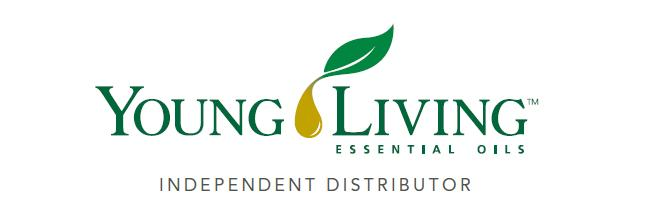 YOUNG LIVING™
ESSENTIAL OILS
INDEPENDENT DISTRIBUTOR